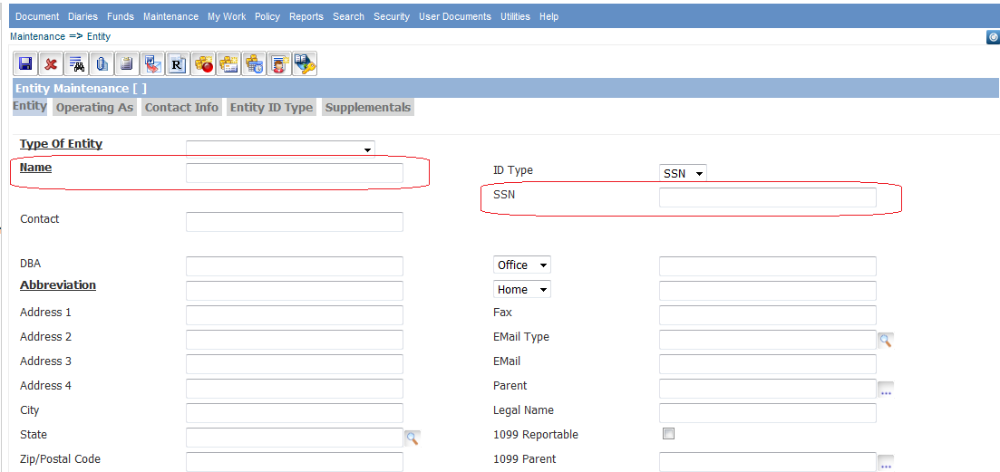 Document Diaries Funds Maintenance My Work Policy Reports Search Security User Documents Utilities Help
Maintenance => Entity
R
Entity Maintenance [ ]
Entity Operating As Contact Info Entity ID Type Supplementals
Type Of Entity
Name
ID Type SSN
SSN
Contact
DBA Office
Abbreviation Home
Address 1 Fax
Address 2 EMail Type
Address 3 EMail
Address 4 Parent ...
City Legal Name
State 1099 Reportable
Zip/Postal Code 1099 Parent ...